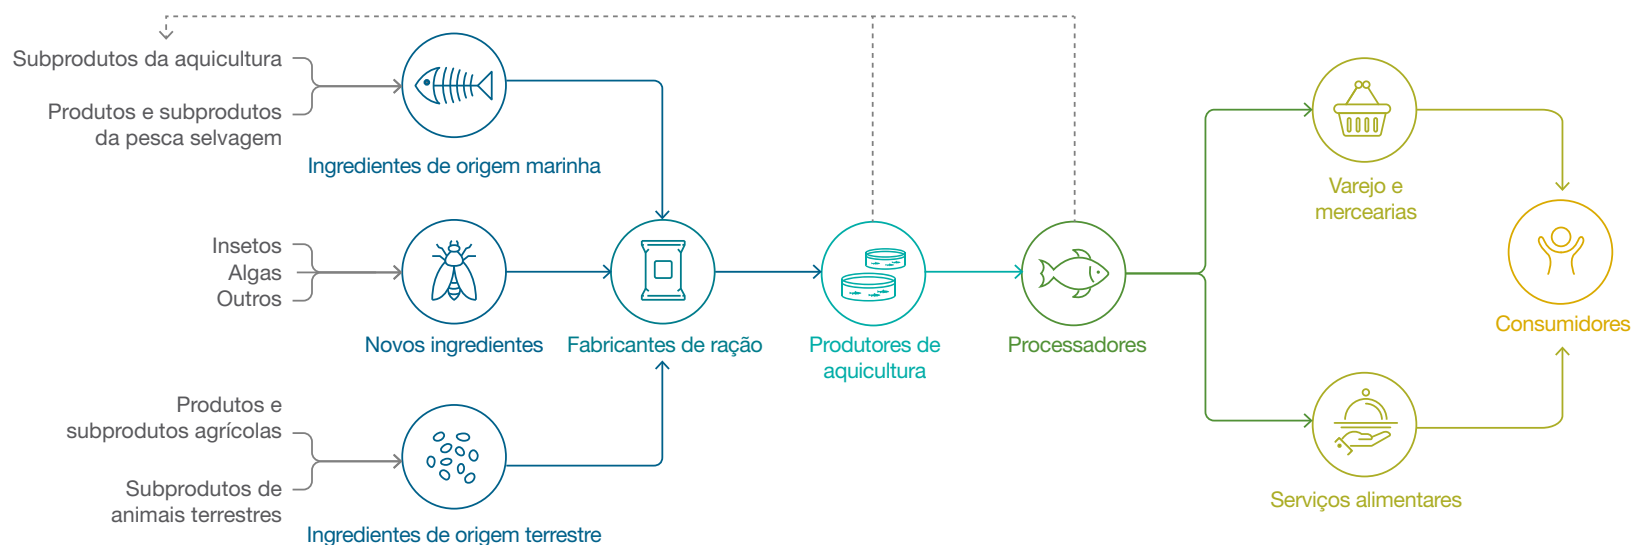 Subprodutos da aquicultura
Produtos e subprodutos
da pesca selvagem
Ingredientes de origem marinha
Insetos
Algas
Outros
Novos ingredientes
Fabricantes de ração
Produtores de
aquicultura
Processadores
Varejo e
mercearias
Consumidores
Produtos e
subprodutos agrícolas
Subprodutos de
animais terrestres
Ingredientes de origem terrestre
Serviços alimentares